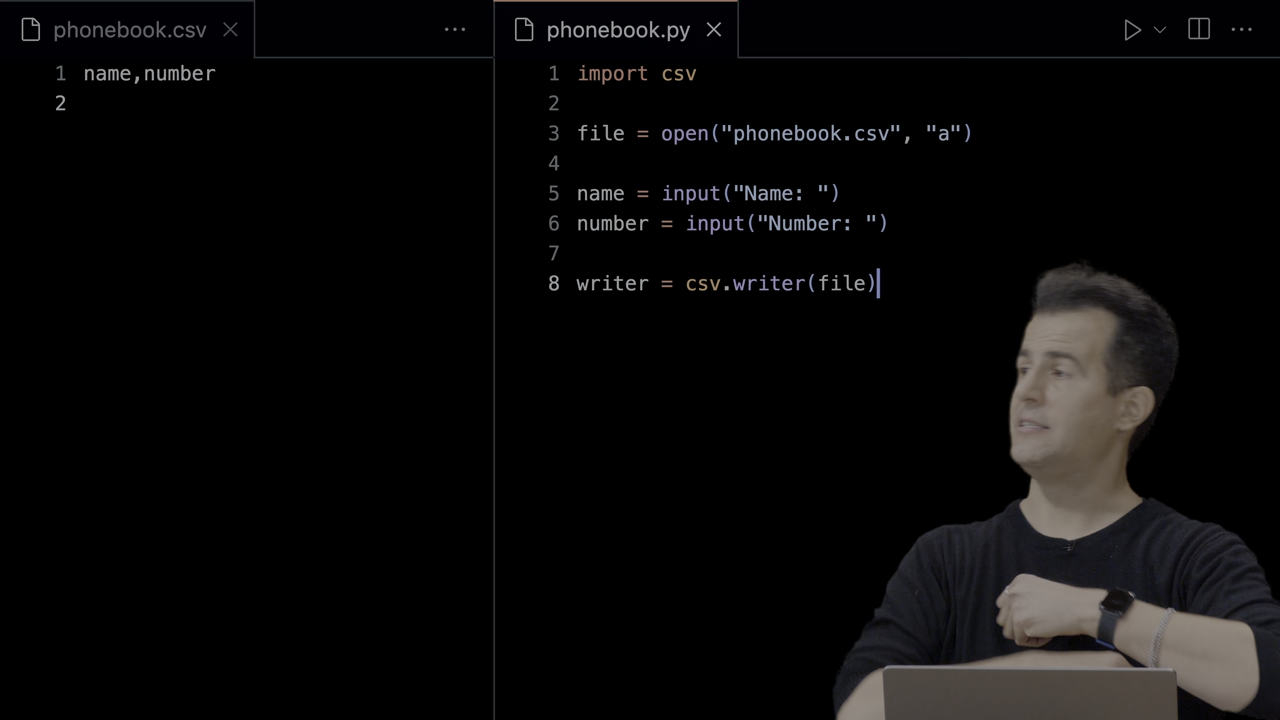 phonebook.csv
phonebook.py
1 name,number
2
1 import csv
2
3 file = open("phonebook.csv", "a")
4
5 name = input("Name: ")
6 number = input("Number: ")
7
8 writer = csv.writer(file)